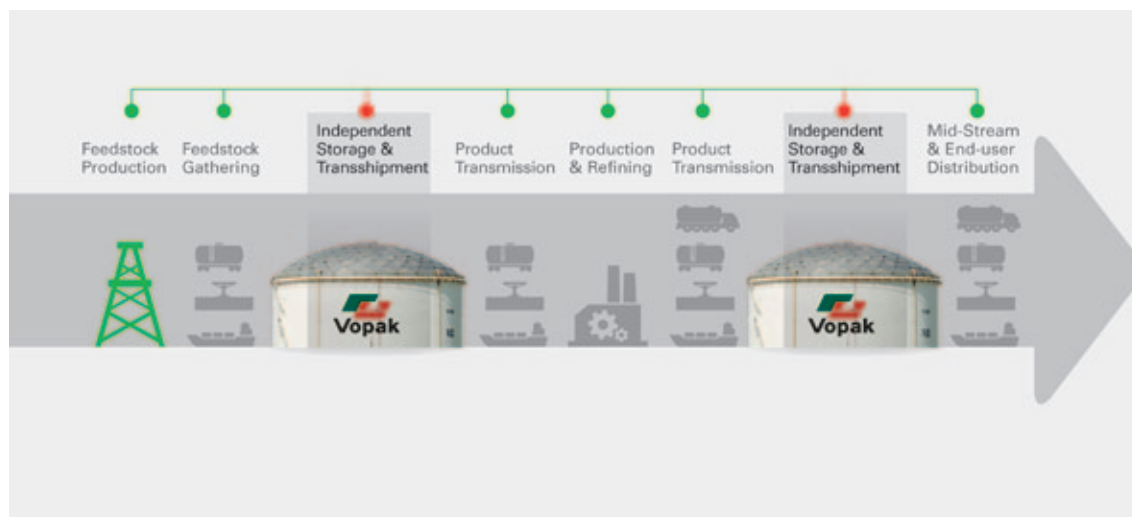 Feedstock
Production
Feedstock
Gathering
Independent
Storage &
Transshipment
Product
Transmission
Production
& Refining
Product
Transmission
Independent
Storage &
Transshipment
Mid-Stream
& End-user
Distribution
Vopak
Vopak